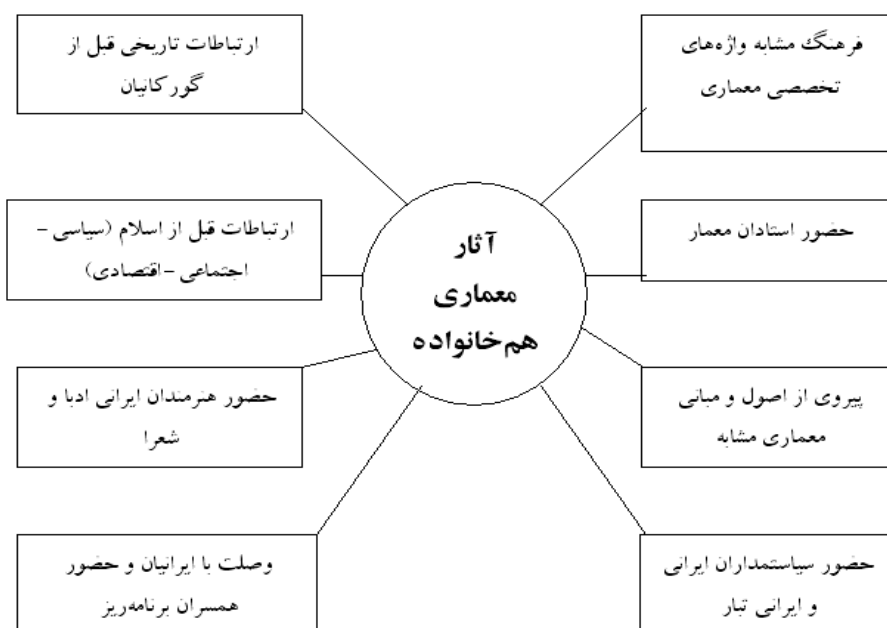 فرهنگ مشابه واژه‌های
تخصصی معماری
ارتباطات تاریخی قبل از
گورکانیان
حضور استادان معمار
ارتباطات قبل از اسلام (سیاسی –
اجتماعی –اقتصادی)
آثار
معماری
هم‌خانواده
پیروی از اصول و مبانی
معماری مشابه
حضور هنرمندان ایرانی ادبا و
شعرا
حضور سیاستمداران ایرانی
و ایرانی تبار
وصلت با ایرانیان و حضور
همسران برنامه‌ریز